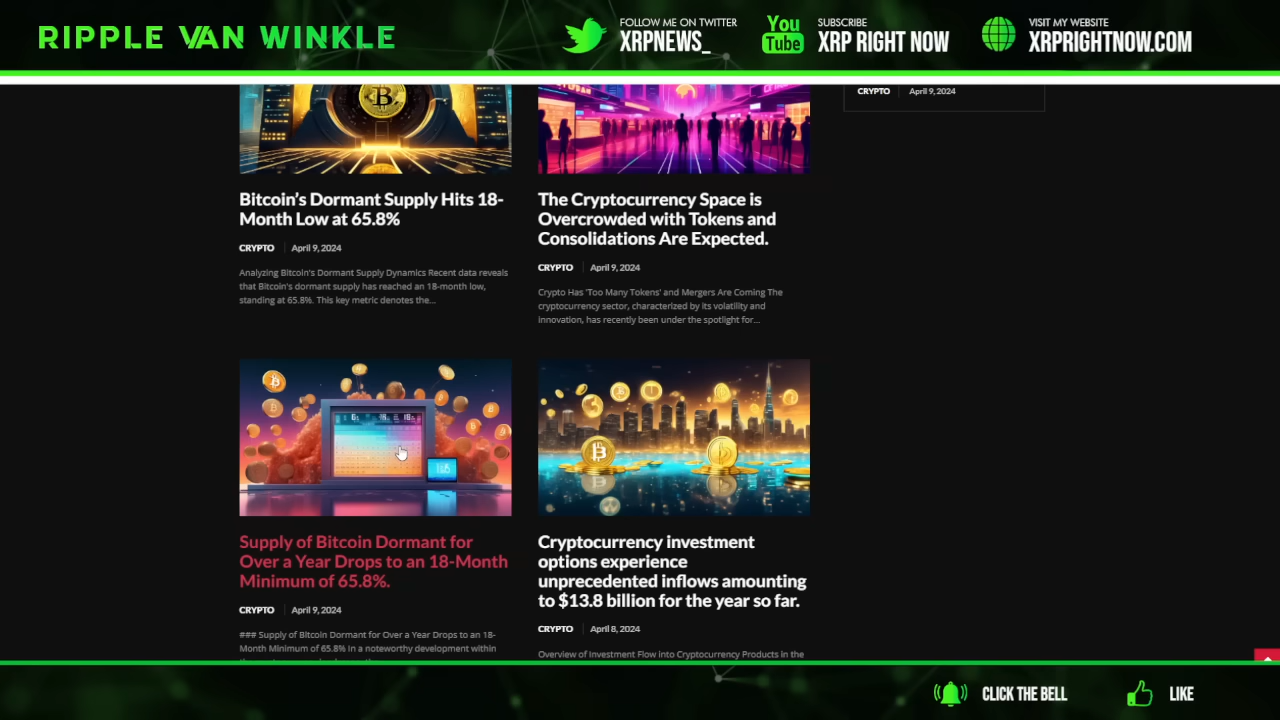 RIPPLE VAN WINKLE
FOLLOW ME ON TWITTER
XRPNEWS_
You
Tube
SUBSCRIBE
XRP RIGHT NOW
VISIT MY WEBSITE
XRPRIGHTNOW.COM
CRYPTO April 9, 2024
Bitcoin's Dormant Supply Hits 18-
Month Low at 65.8%
CRYPTO April 9, 2024
Analyzing Bitcoin's Dormant Supply Dynamics Recent data reveals
that Bitcoin's dormant supply has reached an 18-month low,
standing at 65.8%. This key metric denotes the...
The Cryptocurrency Space is
Overcrowded with Tokens and
Consolidations Are Expected.
CRYPTO April 9, 2024
Crypto Has 'Too Many Tokens' and Mergers Are Coming The
cryptocurrency sector, characterized by its volatility and
innovation, has recently been under the spotlight for...
Supply of Bitcoin Dormant for
Over a Year Drops to an 18-Month
Minimum of 65.8%.
CRYPTO April 9, 2024
### Supply of Bitcoin Dormant for Over a Year Drops to an 18-
Month Minimum of 65.8% In a noteworthy development within
Cryptocurrency investment
options experience
unprecedented inflows amounting
to $13.8 billion for the year so far.
CRYPTO April 8, 2024
Overview of Investment Flow into Cryptocurrency Products in the
CLICK THE BELL
LIKE